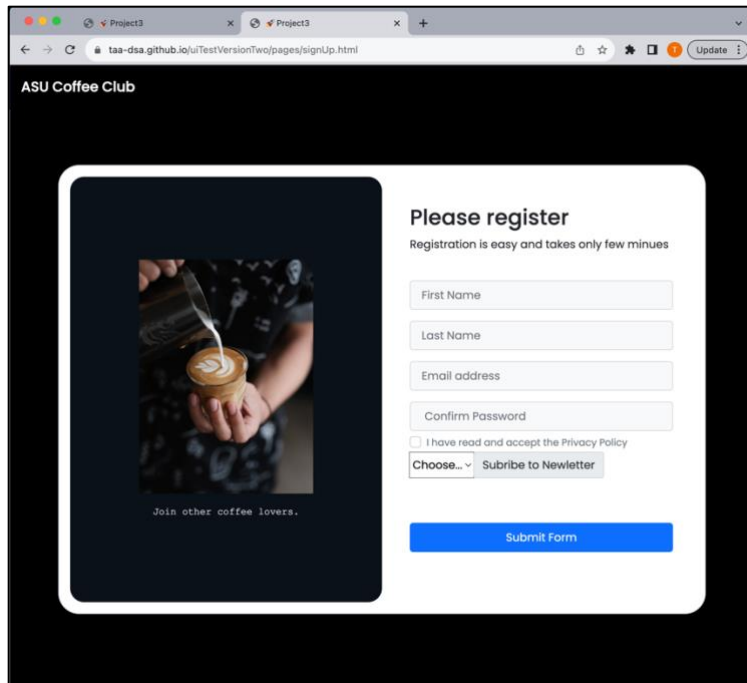 Project3
Project3
taa-dsa.github.io/uiTestVersionTwo/pages/signUp.html
Update
ASU Coffee Club
Please register
Registration is easy and takes only few minues
First Name
Last Name
Email address
Confirm Password
I have read and accept the Privacy Policy
Choose... Subribe to Newletter
Submit Form
Join other coffee lovers.